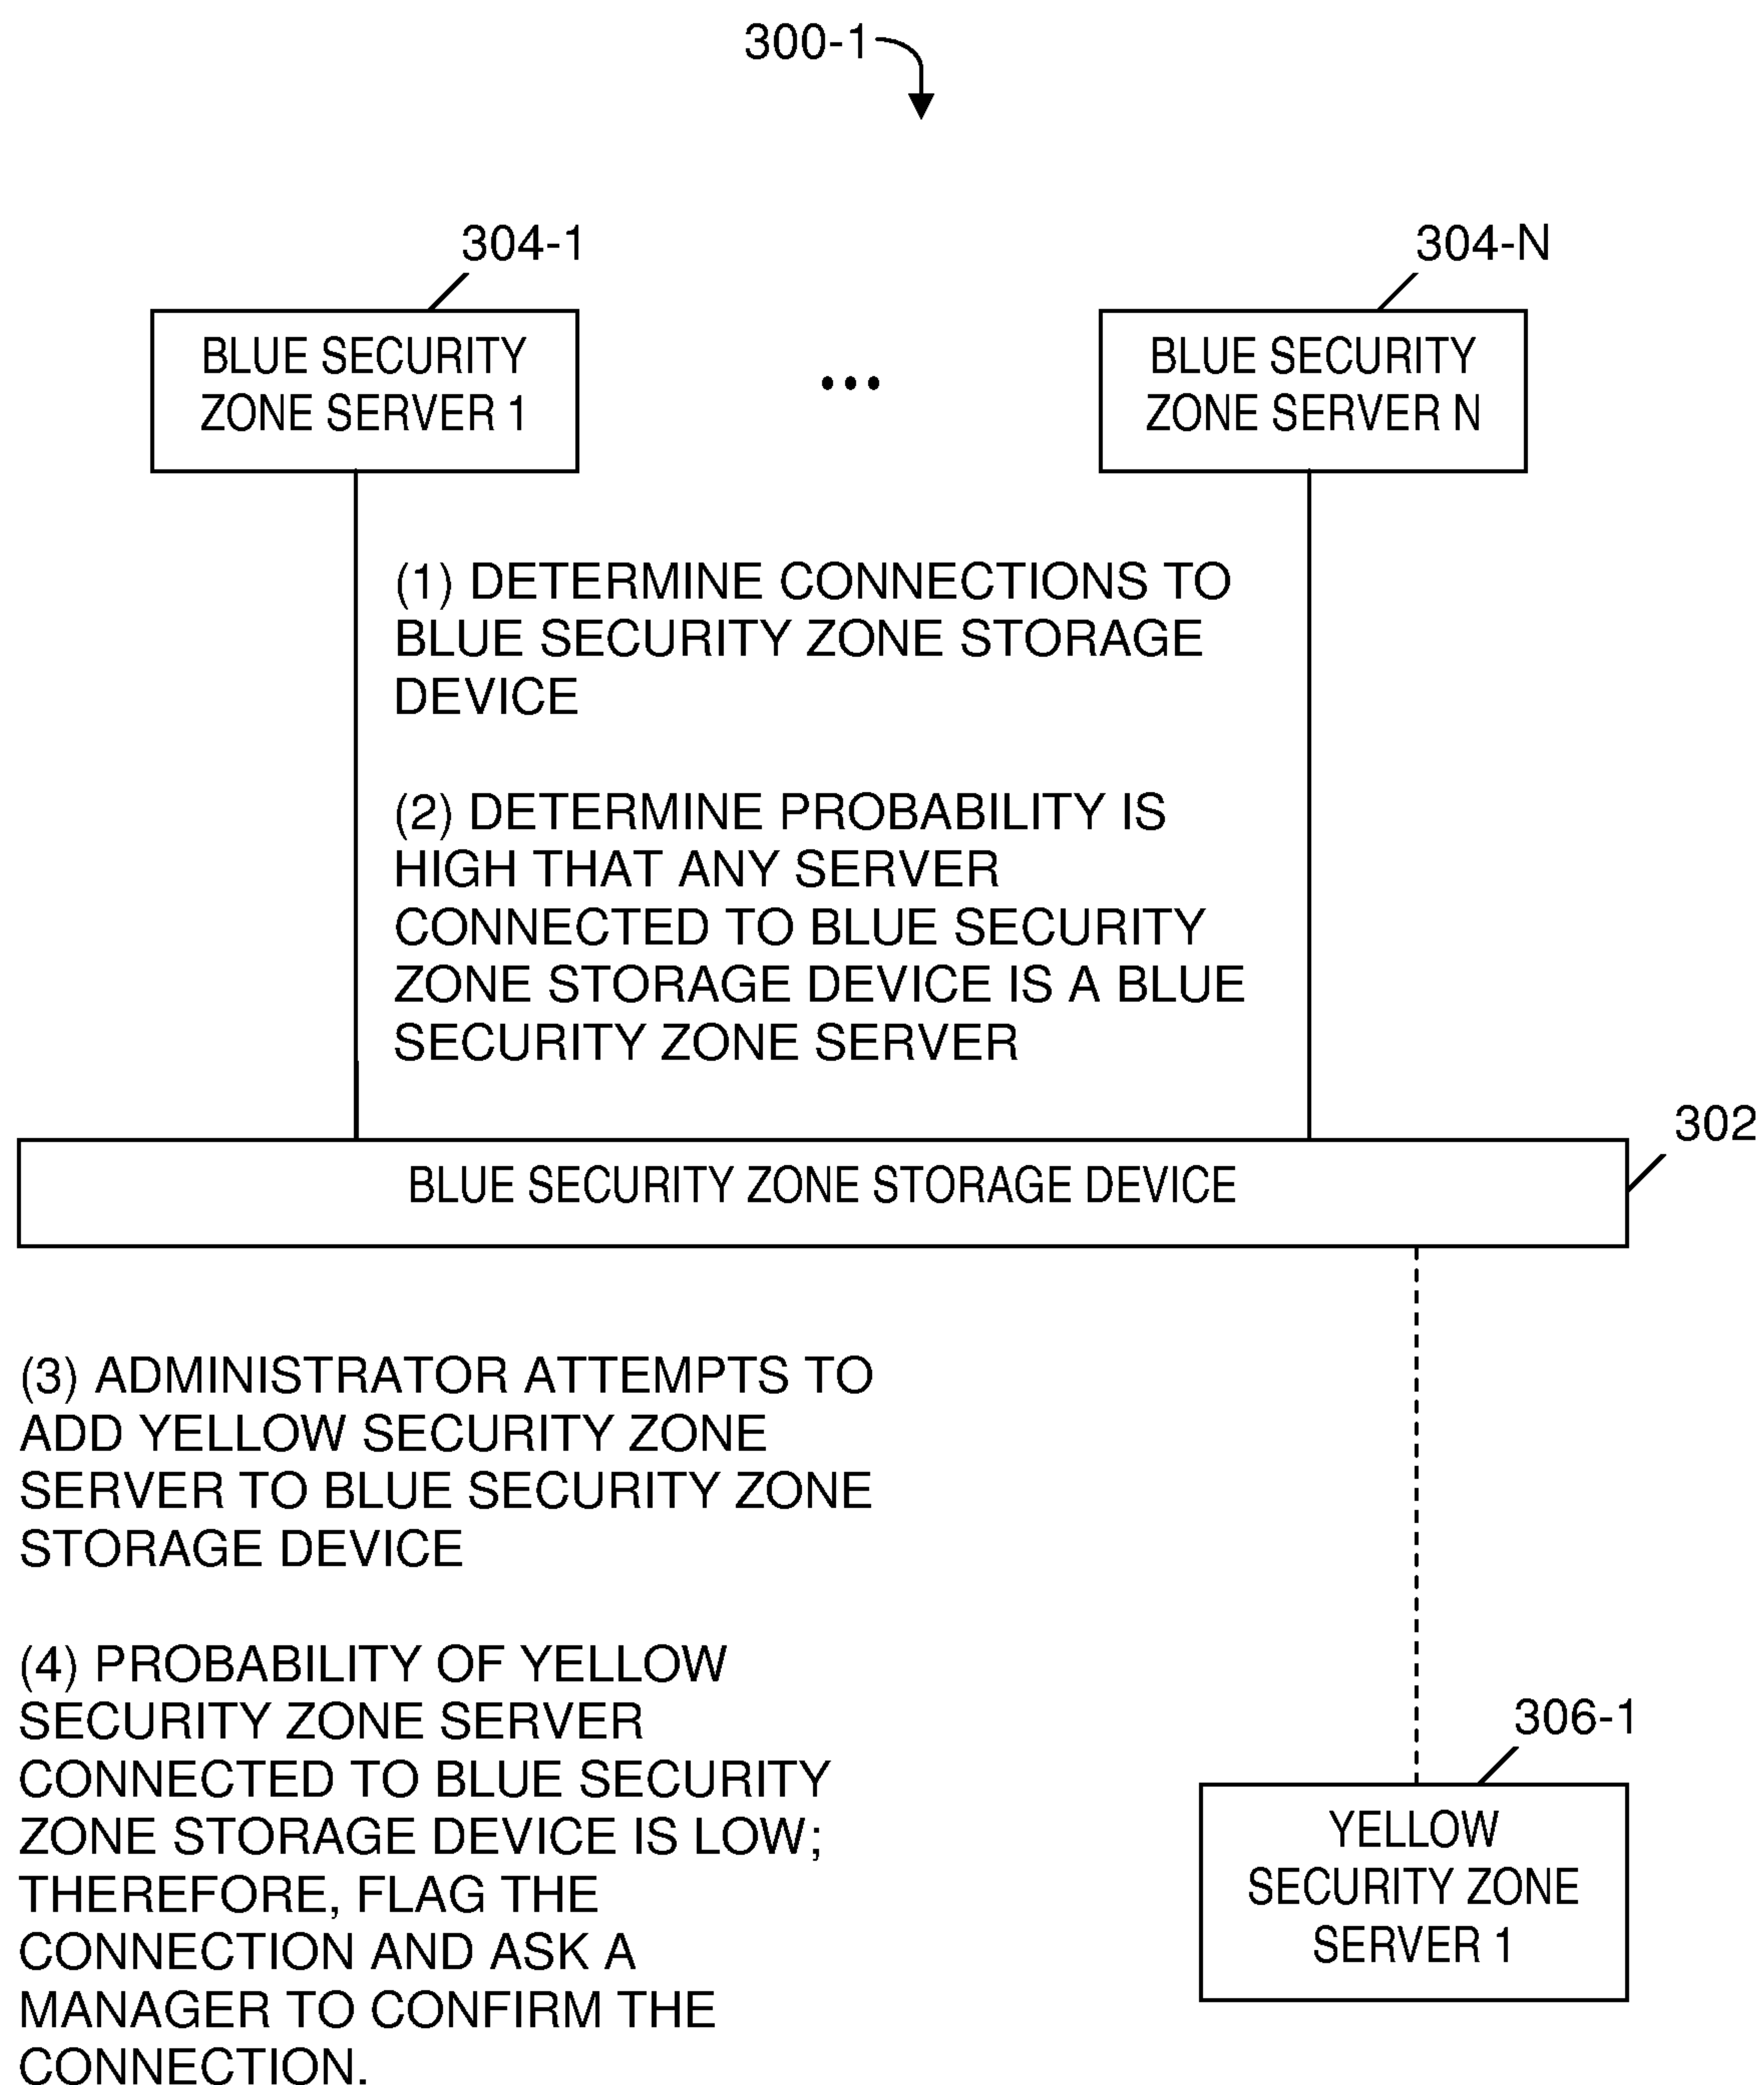 300-1
304-1
304-N
BLUE SECURITY
ZONE SERVER 1
...
BLUE SECURITY
ZONE SERVER N
(1) DETERMINE CONNECTIONS TO
BLUE SECURITY ZONE STORAGE
DEVICE
(2) DETERMINE PROBABILITY IS
HIGH THAT ANY SERVER
CONNECTED TO BLUE SECURITY
ZONE STORAGE DEVICE IS A BLUE
SECURITY ZONE SERVER
302
BLUE SECURITY ZONE STORAGE DEVICE
(3) ADMINISTRATOR ATTEMPTS TO
ADD YELLOW SECURITY ZONE
SERVER TO BLUE SECURITY ZONE
STORAGE DEVICE
(4) PROBABILITY OF YELLOW
SECURITY ZONE SERVER
CONNECTED TO BLUE SECURITY
ZONE STORAGE DEVICE IS LOW;
THEREFORE, FLAG THE
CONNECTION AND ASK A
MANAGER TO CONFIRM THE
CONNECTION.
306-1
YELLOW
SECURITY ZONE
SERVER 1